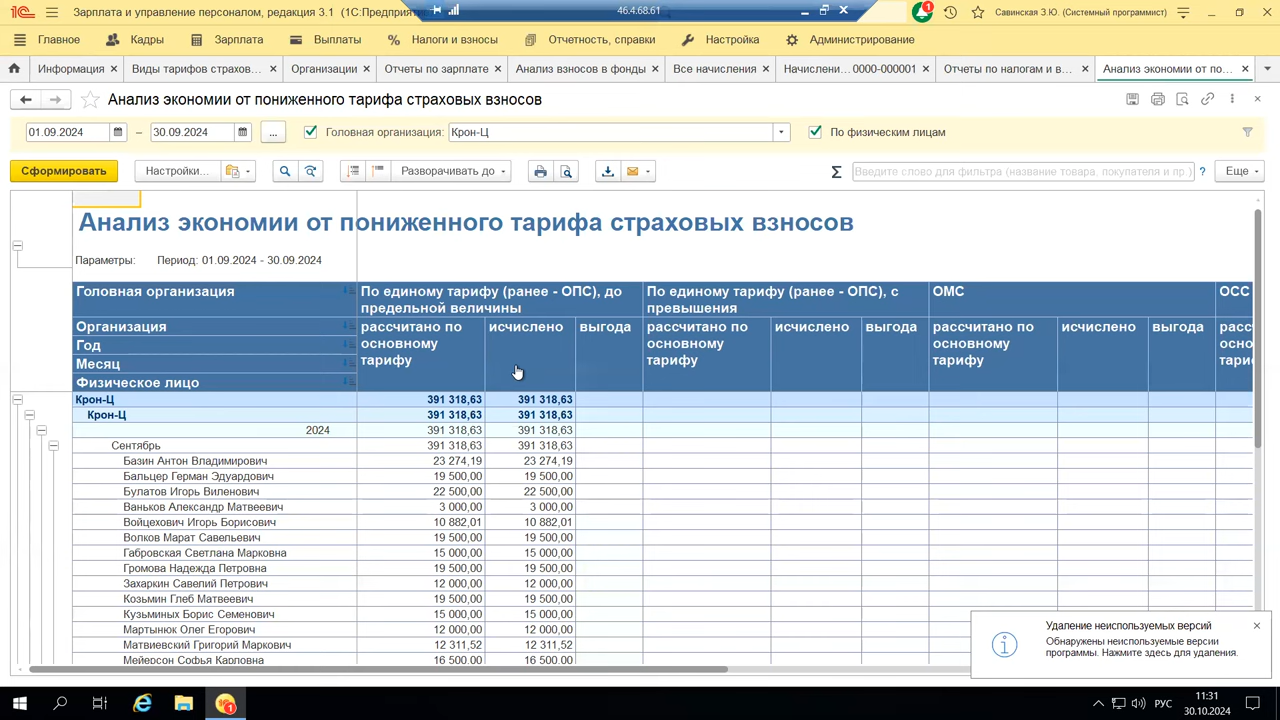 Зарплата и управление персоналом, редакция 3.1 (1С:Предприятие
46.4.68.61
1
Савинская З.Ю. (Системный программист)
Главное
Кадры
Зарплата
Выплаты
Налоги и взносы
Отчетность, справки
Настройка
Администрирование
Информация
Виды тарифов страхов...
Организации
Отчеты по зарплате
Анализ взносов в фонды
Все начисления
Начислени... 0000-000001
Отчеты по налогам и в...
Анализ экономии от по...
Анализ экономии от пониженного тарифа страховых взносов
01.09.2024 – 30.09.2024 ... Головная организация: Крон-Ц По физическим лицам
Сформировать Настройки... Разворачивать до Σ Введите слово для фильтра (название товара, покупателя и пр.) ? Еще
Анализ экономии от пониженного тарифа страховых взносов
Параметры: Период: 01.09.2024 - 30.09.2024
Головная организация
Организация
Год
Месяц
Физическое лицо
По единому тарифу (ранее - ОПС), до предельной величины
рассчитано по основному тарифу
исчислено
выгода
По единому тарифу (ранее - ОПС), с превышения
рассчитано по основному тарифу
исчислено
выгода
ОМС
рассчитано по основному тарифу
исчислено
выгода
ОСС
расс
осно
тари
Крон-Ц 391 318,63 391 318,63
Крон-Ц 391 318,63 391 318,63
2024 391 318,63 391 318,63
Сентябрь 391 318,63 391 318,63
Базин Антон Владимирович 23 274,19 23 274,19
Бальцер Герман Эдуардович 19 500,00 19 500,00
Булатов Игорь Виленович 22 500,00 22 500,00
Ваньков Александр Матвеевич 3 000,00 3 000,00
Войцехович Игорь Борисович 10 882,01 10 882,01
Волков Марат Савельевич 19 500,00 19 500,00
Габровская Светлана Марковна 15 000,00 15 000,00
Громова Надежда Петровна 19 500,00 19 500,00
Захаркин Савелий Петрович 12 000,00 12 000,00
Козьмин Глеб Матвеевич 19 500,00 19 500,00
Кузьминых Борис Семенович 15 000,00 15 000,00
Мартынюк Олег Егорович 12 000,00 12 000,00
Матвиевский Григорий Маркович 12 311,52 12 311,52
Мейерсон Софья Карловна 16 500,00 16 500,00
Удаление неиспользуемых версий
Обнаружены неиспользуемые версии
программы. Нажмите здесь для удаления.
РУС
11:31
30.10.2024